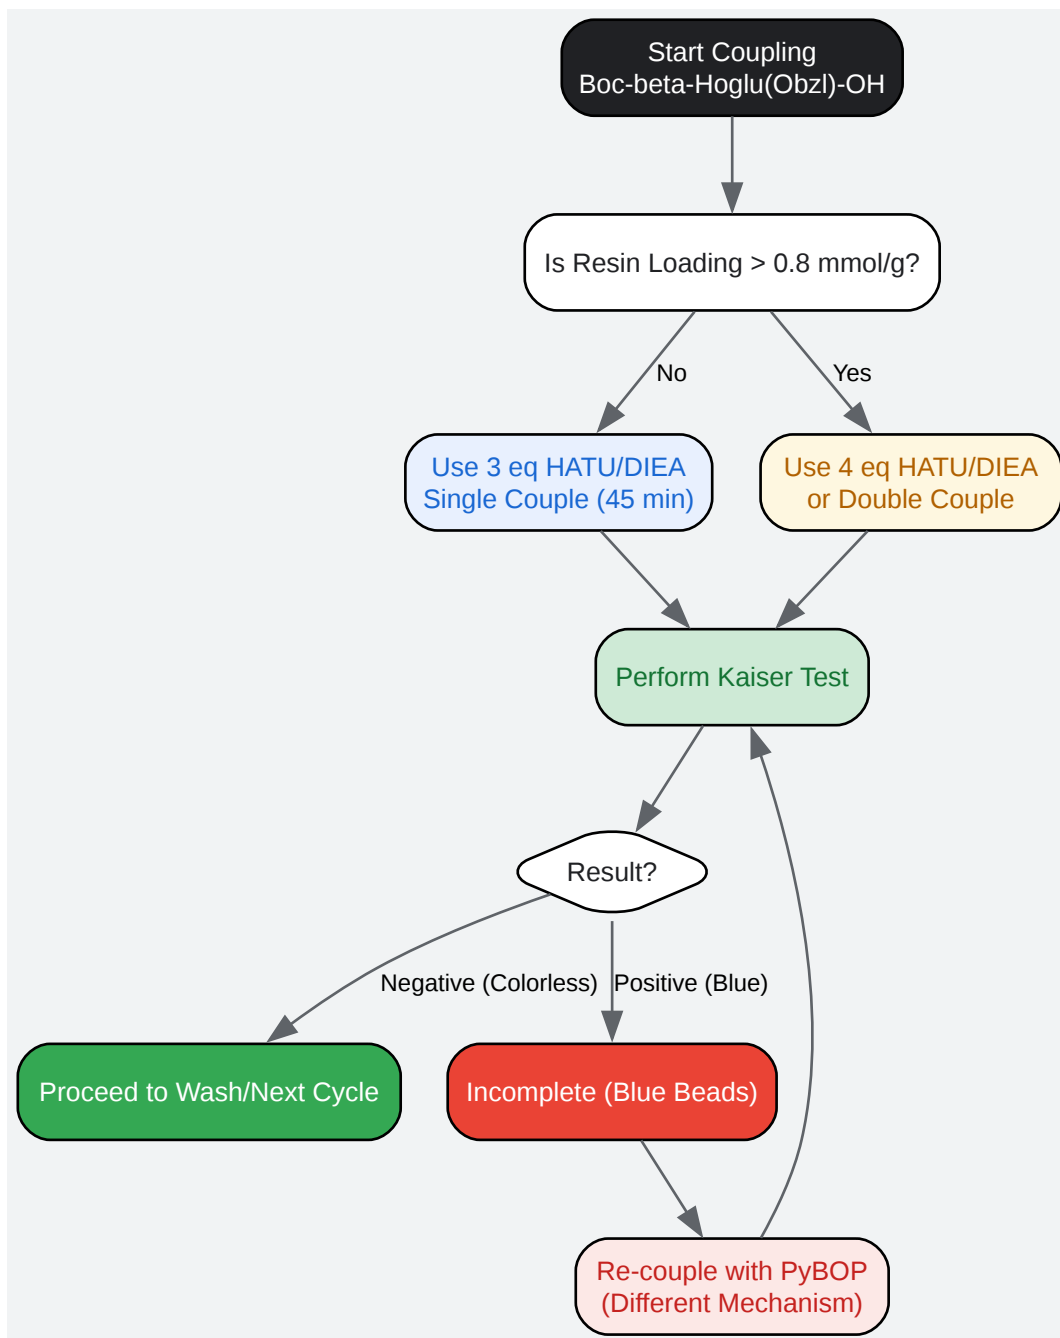 Start Coupling
Boc-beta-Hoglu(Obzl)-OH
Is Resin Loading > 0.8 mmol/g?
No
Yes
Use 3 eq HATU/DIEA
Single Couple (45 min)
Use 4 eq HATU/DIEA
or Double Couple
Perform Kaiser Test
Result?
Negative (Colorless)
Positive (Blue)
Proceed to Wash/Next Cycle
Incomplete (Blue Beads)
Re-couple with PyBOP
(Different Mechanism)